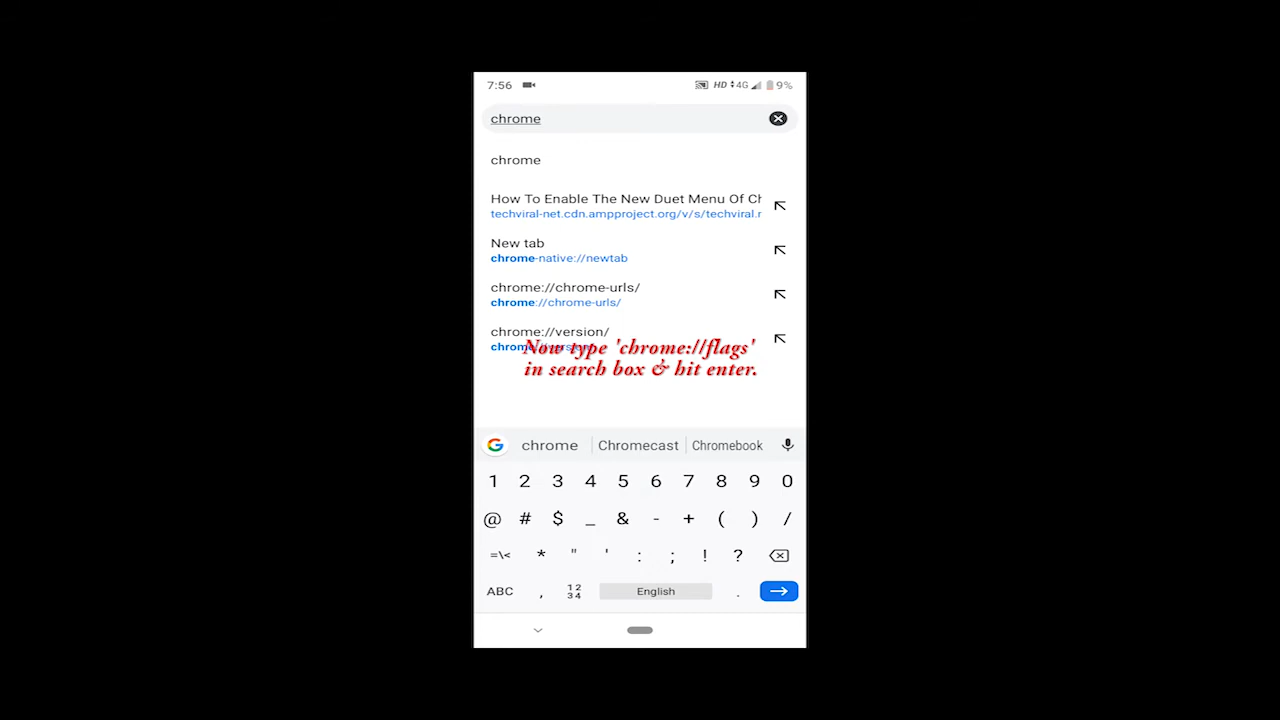 7:56 HD 4G 9%
chrome
chrome
How To Enable The New Duet Menu Of Ch
techviral-net.cdn.ampproject.org/v/s/techviral.r
New tab
chrome-native://newtab
chrome://chrome-urls/
chrome://chrome-urls/
chrome://version/
chrome://version/
Now type 'chrome://flags'
in search box & hit enter.
chrome Chromecast Chromebook
1 2 3 4 5 6 7 8 9 0
@ # $ _ & - + ( ) /
=\< * " ' : ; ! ?
ABC , 12 34 English .